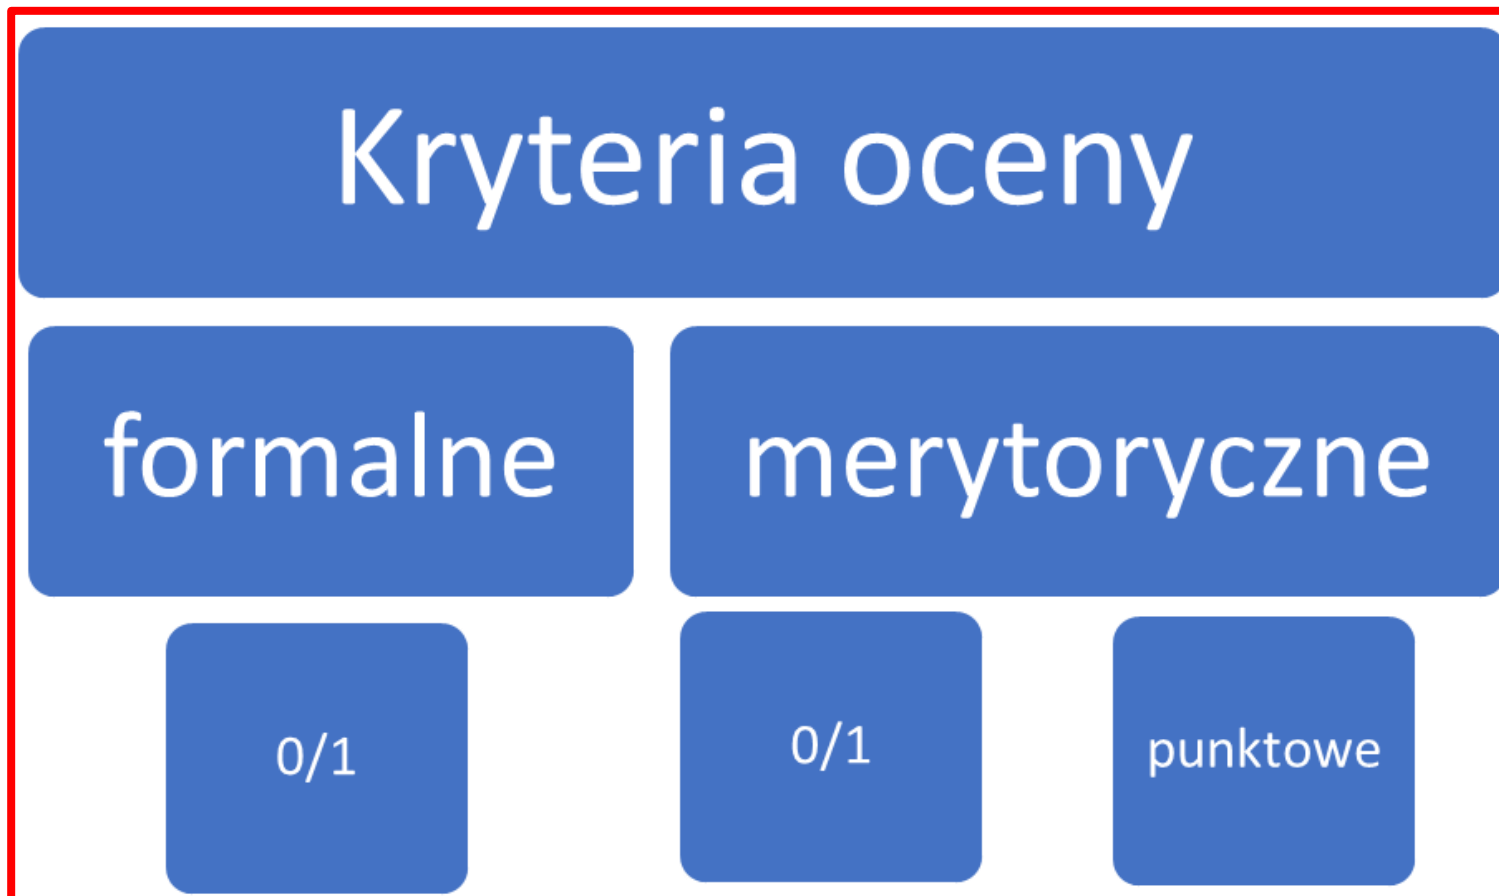 Kryteria oceny
formalne
merytoryczne
0/1
0/1
punktowe